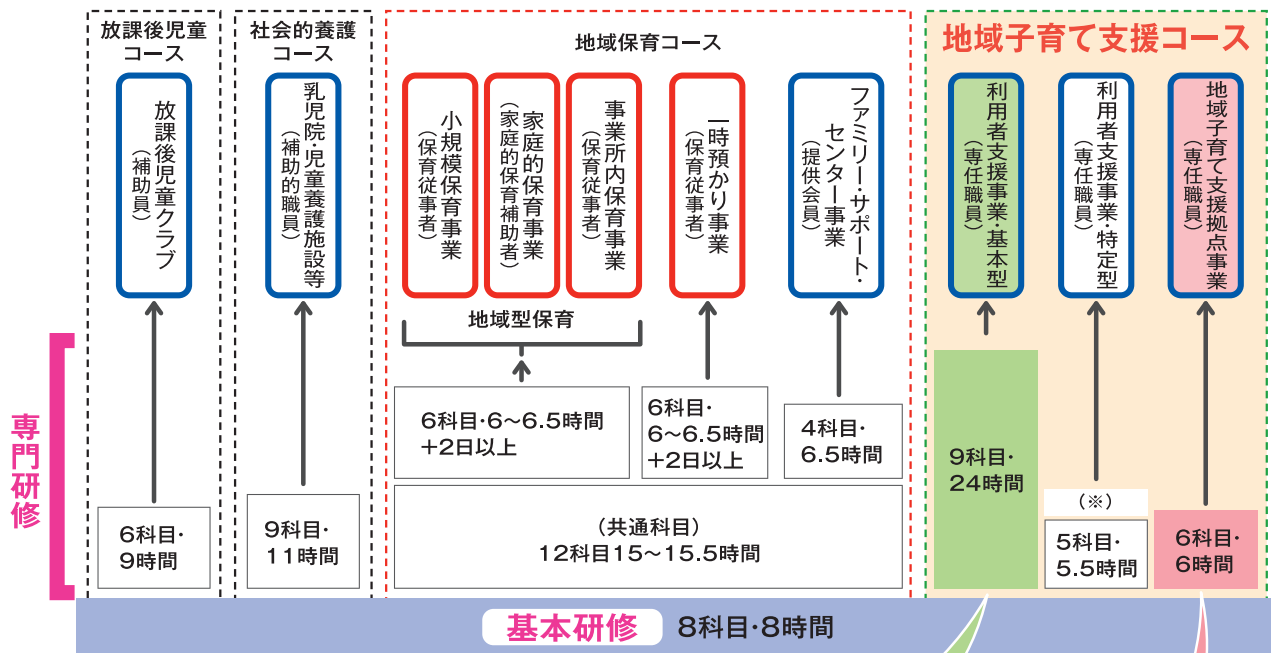 放課後児童
コース
社会的養護
コース
地域保育コース
地域子育て支援コース
放課後児童クラブ
(補助員)
乳児院・児童養護施設等
(補助的職員)
小規模保育事業
(保育従事者)
家庭的保育事業
(家庭的保育補助者)
事業所内保育事業
(保育従事者)
一時預かり事業
(保育従事者)
ファミリー・サポート・
センター事業
(提供会員)
利用者支援事業・基本型
(専任職員)
利用者支援事業・特定型
(専任職員)
地域子育て支援拠点事業
(専任職員)
地域型保育
専門研修
6科目・
9時間
9科目・
11時間
6科目・6〜6.5時間
+2日以上
6科目・
6〜6.5時間
+2日以上
4科目・
6.5時間
(共通科目)
12科目15〜15.5時間
9科目・
24時間
(※)
5科目・
5.5時間
6科目・
6時間
基本研修 8科目・8時間